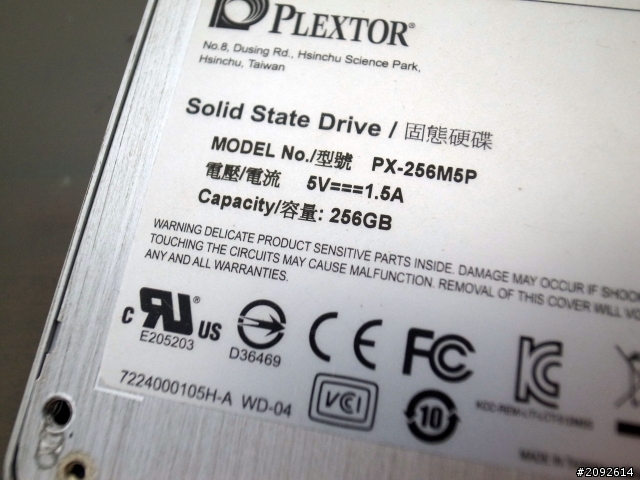 PLEXTOR®
No.8, Dusing Rd., Hsinchu Science Park,
Hsinchu, Taiwan
Solid State Drive / 固態硬碟
MODEL No./型號 PX-256M5P
電壓/電流 5V===1.5A
Capacity/容量: 256GB
WARNING DELICATE PRODUCT SENSITIVE PARTS INSIDE. DAMAGE MAY OCCUR IF SHOC
TOUCHING THE CIRCUITS MAY CAUSE MALFUNCTION. REMOVAL OF THIS COVER WILL VO
ANY AND ALL WARRANTIES.
c RU® US
E205203
D36469
CE FC
7224000105H-A WD-04
VCI
10
MADE IN TAIWAN
#2092614